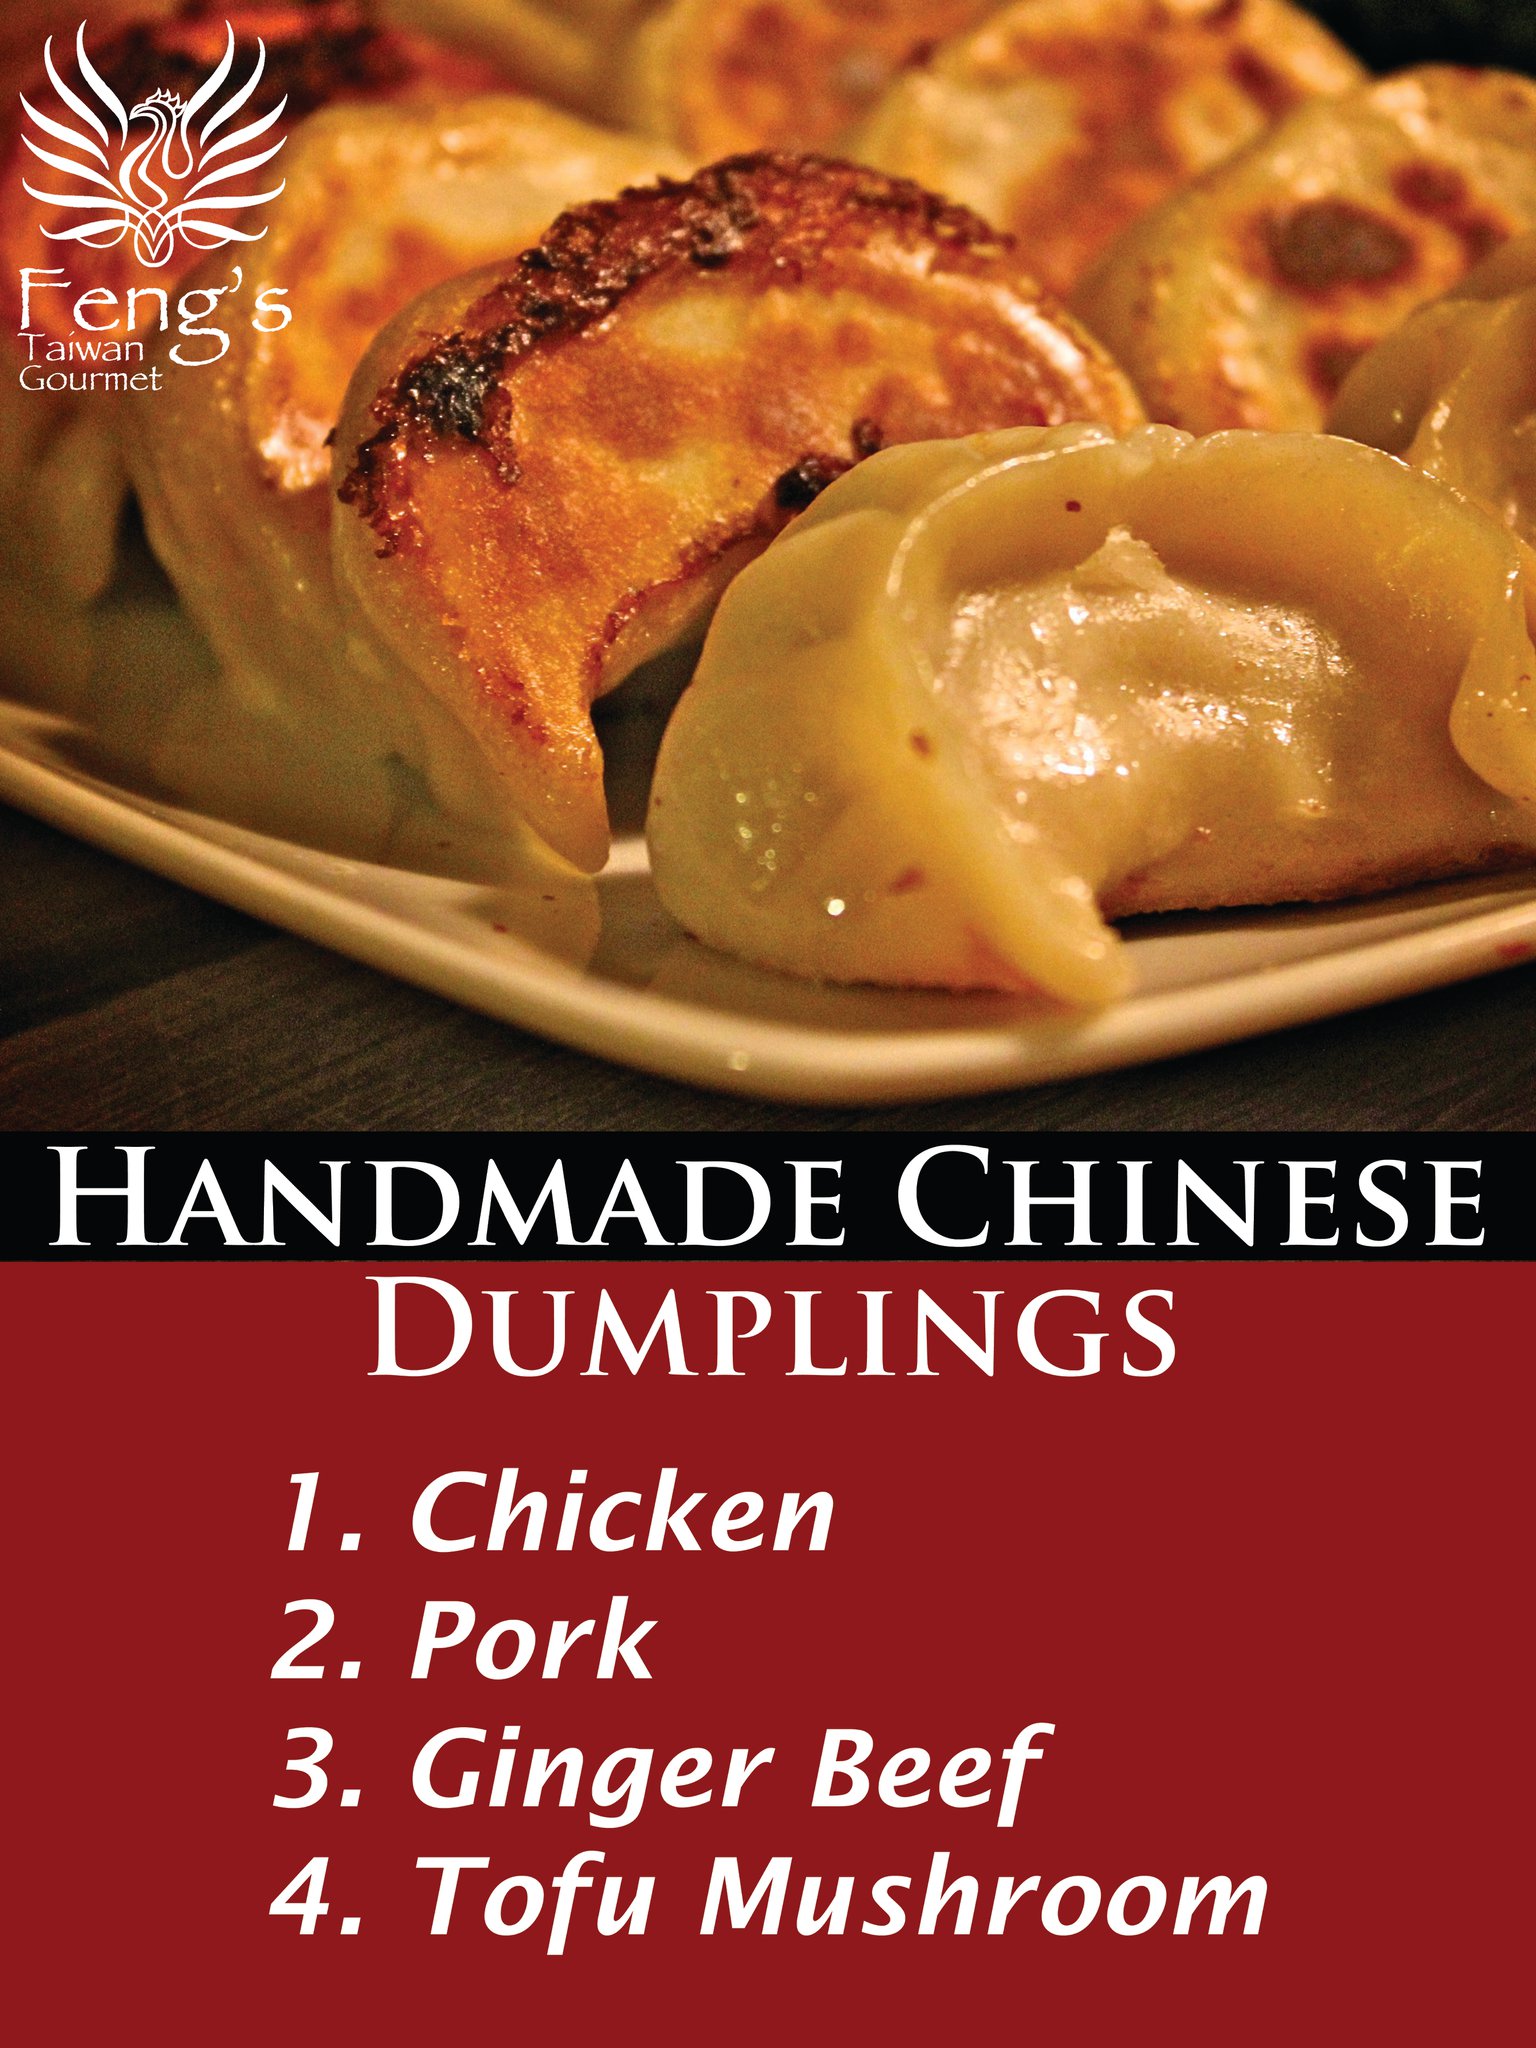 Feng's
Taiwan
Gourmet
HANDMADE CHINESE
DUMPLINGS
1. Chicken
2. Pork
3. Ginger Beef
4. Tofu Mushroom